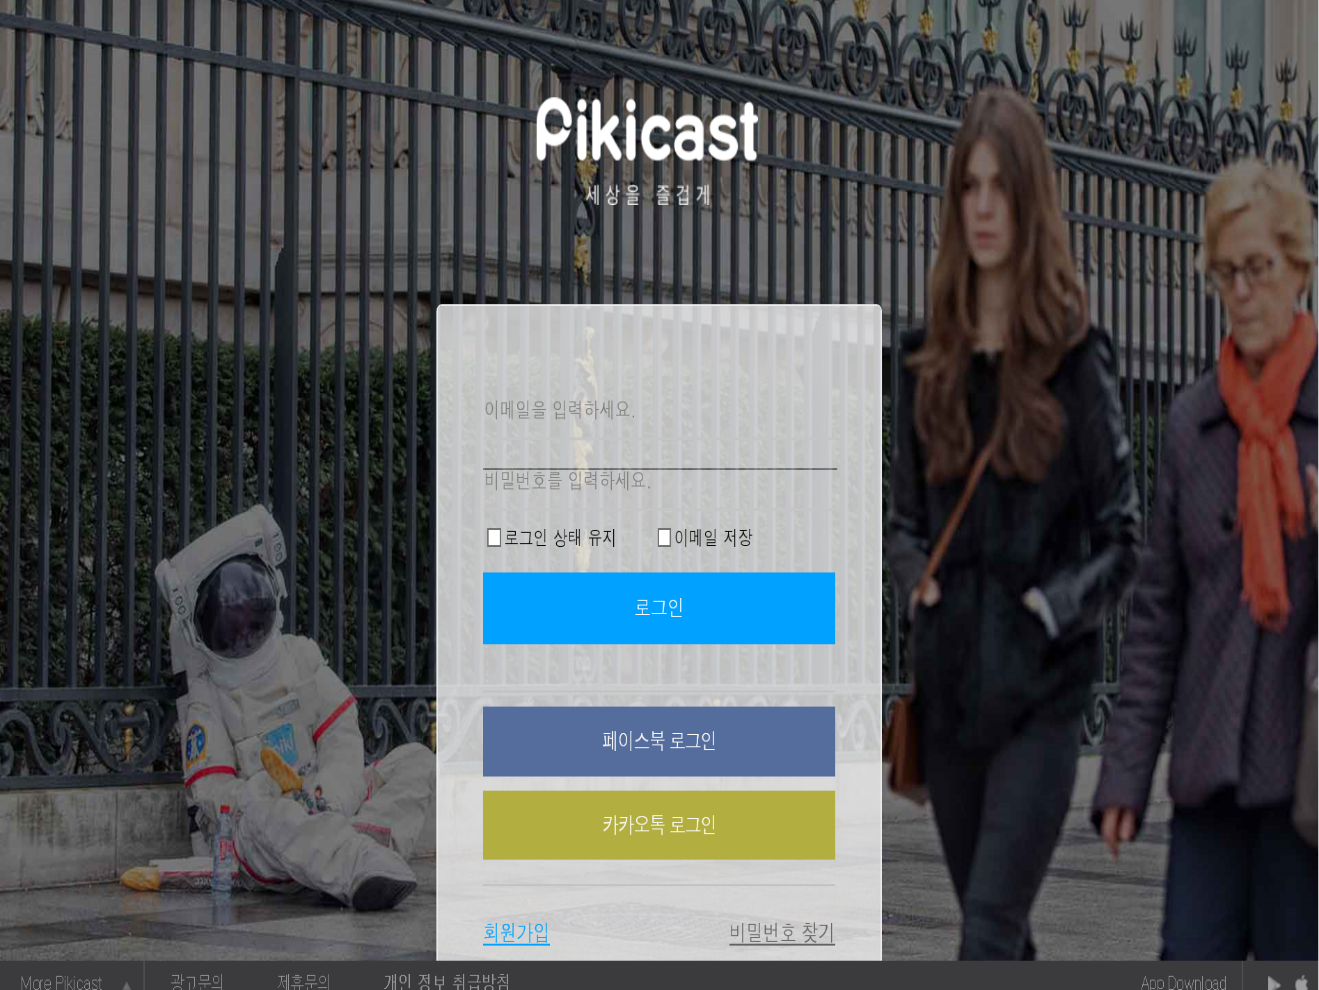 Pikicast
세상을 즐겁게
이메일을 입력하세요.
비밀번호를 입력하세요.
로그인 상태 유지
이메일 저장
로그인
페이스북 로그인
카카오톡 로그인
회원가입
비밀번호 찾기
More Pikicast
광고문의
제휴문의
개인 정보 취급방침
App Download